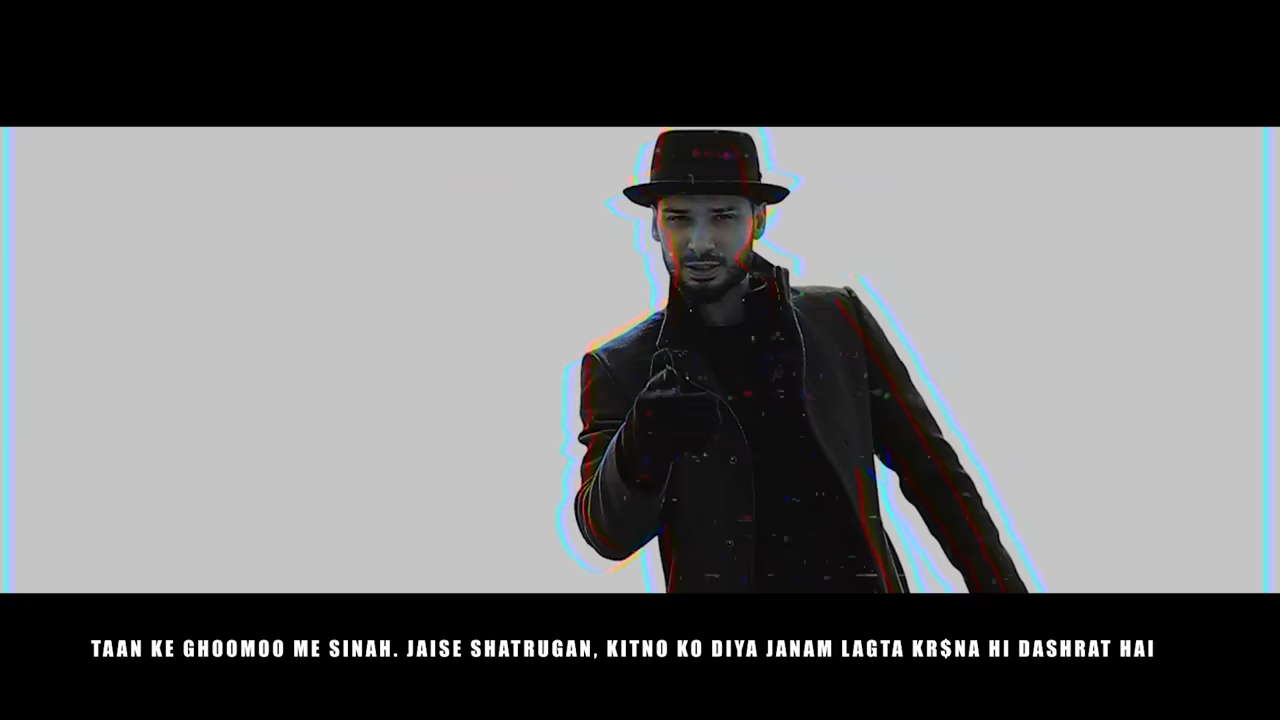 TAAN KE GHOOMOO ME SINAH. JAISE SHATRUGAN, KITNO KO DIYA JANAM LAGTA KR$NA HI DASHRAT HAI